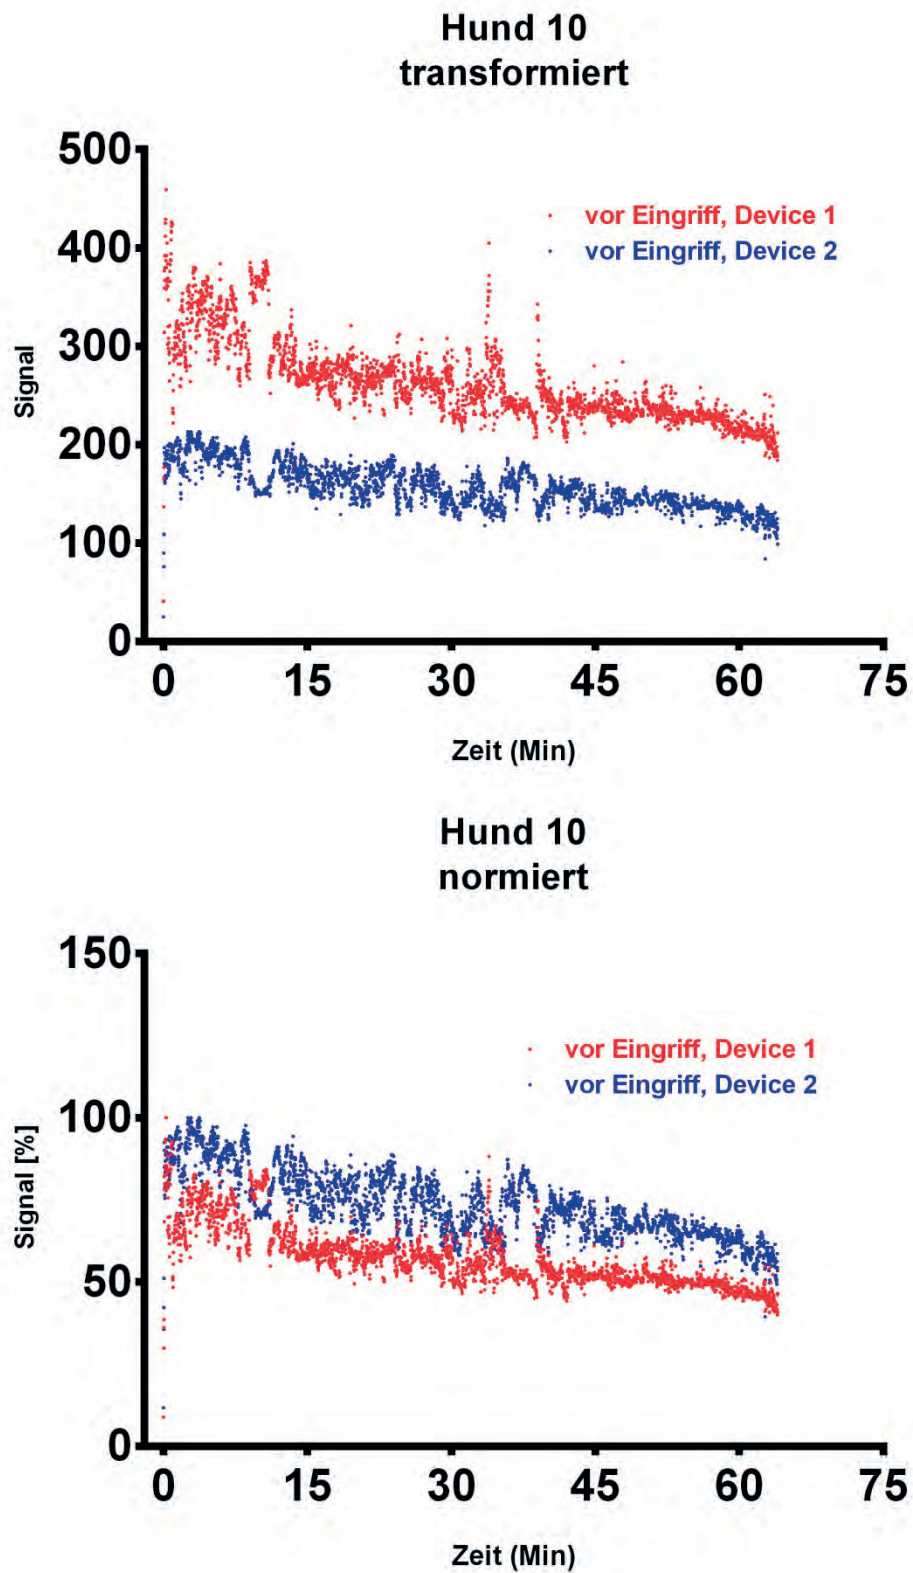 Hund 10
transformiert
500
400
300
200
100
0
Signal
vor Eingriff, Device 1
vor Eingriff, Device 2
0 15 30 45 60 75
Zeit (Min)
Hund 10
normiert
150
100
50
0
Signal [%]
vor Eingriff, Device 1
vor Eingriff, Device 2
0 15 30 45 60 75
Zeit (Min)